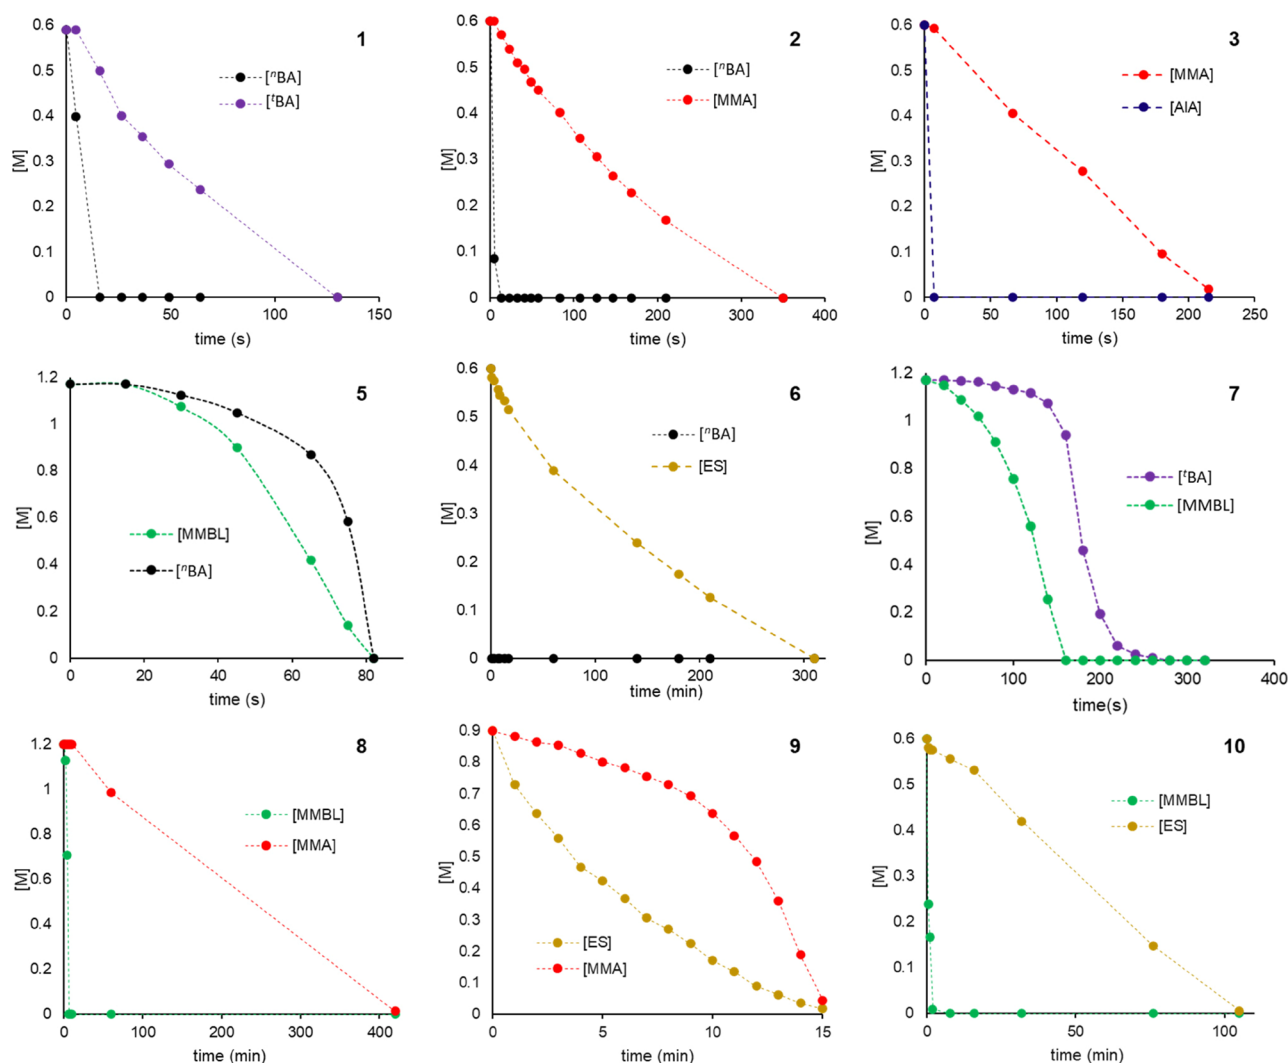 1
0.6
0.5
0.4
0.3
0.2
0.1
0
[M]
[ⁿBA]
[ᵗBA]
0 50 100 150
time (s)
2
0.6
0.5
0.4
0.3
0.2
0.1
0
[M]
[ⁿBA]
[MMA]
0 100 200 300 400
time (s)
3
0.6
0.5
0.4
0.3
0.2
0.1
0
[M]
[MMA]
[AlA]
0 50 100 150 200 250
time (s)
5
1.2
1
0.8
0.6
0.4
0.2
0
[M]
[MMBL]
[ⁿBA]
0 20 40 60 80
time (s)
6
0.6
0.5
0.4
0.3
0.2
0.1
0
[M]
[ⁿBA]
[ES]
0 100 200 300
time (min)
7
1.2
1
0.8
0.6
0.4
0.2
0
[M]
[ᵗBA]
[MMBL]
0 100 200 300 400
time(s)
8
1.2
1
0.8
0.6
0.4
0.2
0
[M]
[MMBL]
[MMA]
0 100 200 300 400
time (min)
9
0.9
0.8
0.7
0.6
0.5
0.4
0.3
0.2
0.1
0
[M]
[ES]
[MMA]
0 5 10 15
time (min)
10
0.6
0.5
0.4
0.3
0.2
0.1
0
[M]
[MMBL]
[ES]
0 50 100
time (min)